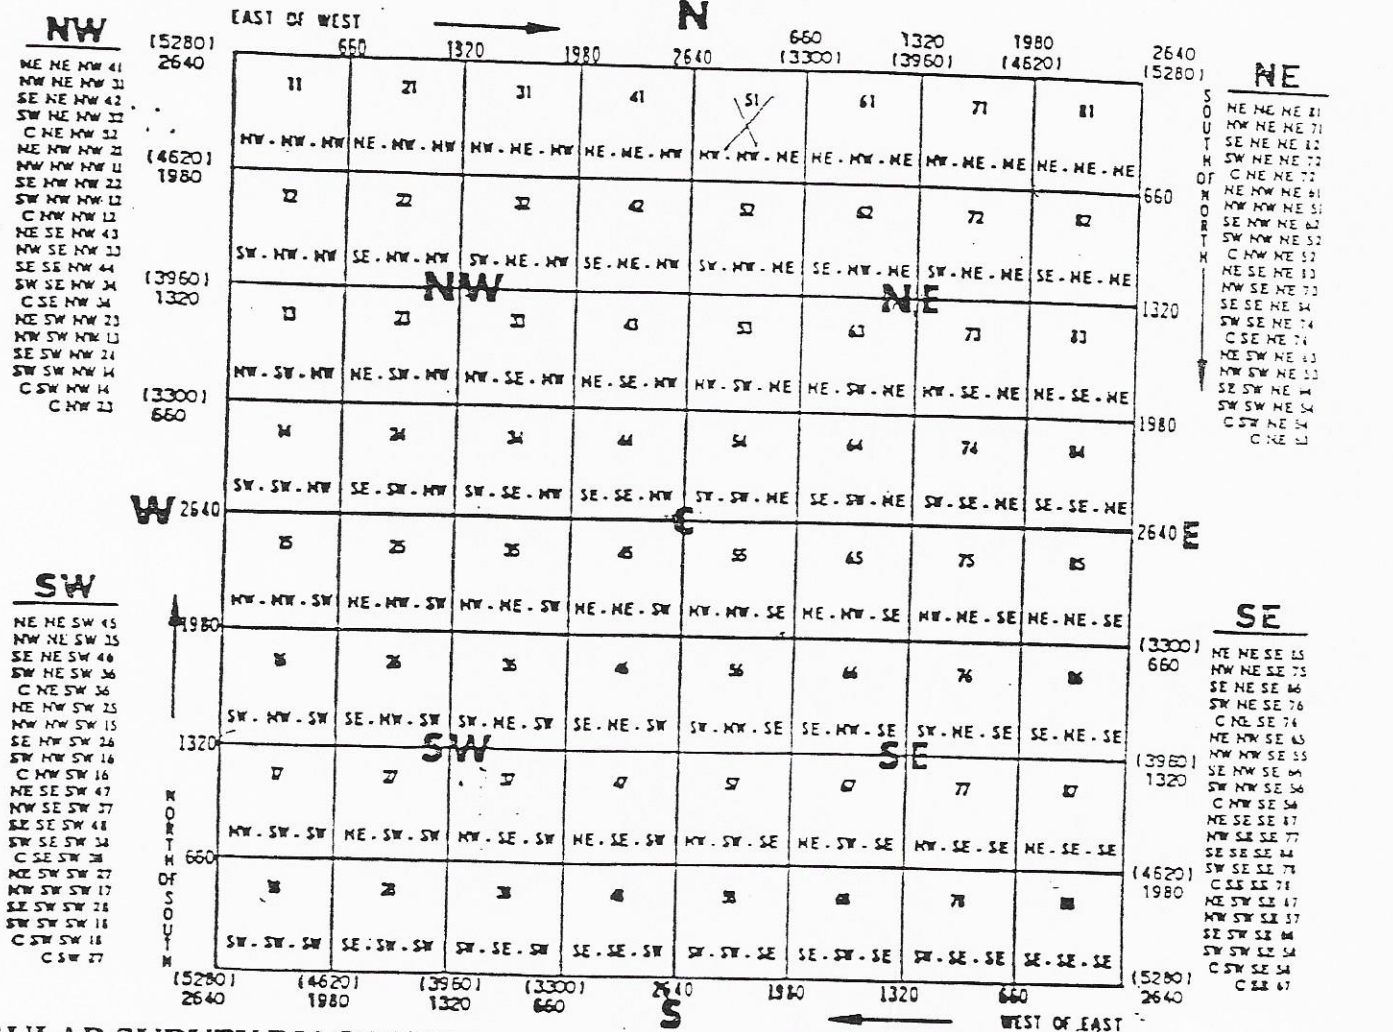 EAST OF WEST
N
NW
(5280)
2640
660
1320
1980
2640
660
(3300)
1320
(3960)
1980
(4620)
2640
(5280)
NE
NE NE NW 41
NW NE NW 31
SE NE NW 42
SW NE NW 32
C NE NW 32
NE NW NW 21
NW NW NW 11
SE NW NW 22
SW NW NW 12
C NW NW 12
NE SE NW 43
NW SE NW 33
SE SE NW 44
SW SE NW 34
C SE NW 34
NE SW NW 23
NW SW NW 13
SE SW NW 24
SW SW NW 14
C SW NW 14
C NW 23
SOUTH OF NORTH
NE NE NE 81
NW NE NE 71
SE NE NE 82
SW NE NE 72
C NE NE 72
NE NW NE 61
NW NW NE 51
SE NW NE 62
SW NW NE 52
C NW NE 52
NE SE NE 83
NW SE NE 73
SE SE NE 84
SW SE NE 74
C SE NE 74
NE SW NE 63
NW SW NE 53
SE SW NE 64
SW SW NE 54
C SW NE 54
C NE
11 21 31 41 51 61 71 81
NW.NW.NW NE.NW.NW NW.NE.NW NE.NE.NW NW.NW.NE NE.NW.NE NW.NE.NE NE.NE.NE
(4620)
1980
660
12 22 32 42 52 62 72 82
SW.NW.NW SE.NW.NW SW.NE.NW SE.NE.NW SW.NW.NE SE.NW.NE SW.NE.NE SE.NE.NE
(3960)
1320
NW
NE
1320
13 23 33 43 53 63 73 83
NW.SW.NW NE.SW.NW NW.SE.NW NE.SE.NW NW.SW.NE NE.SW.NE NW.SE.NE NE.SE.NE
(3300)
660
1980
14 24 34 44 54 64 74 84
SW.SW.NW SE.SW.NW SW.SE.NW SE.SE.NW SW.SW.NE SE.SW.NE SW.SE.NE SE.SE.NE
W 2640
C
2640 E
15 25 35 45 55 65 75 85
NW.NW.SW NE.NW.SW NW.NE.SW NE.NE.SW NW.NW.SE NE.NW.SE NW.NE.SE NE.NE.SE
1980
(3300)
660
16 26 36 46 56 66 76 86
SW.NW.SW SE.NW.SW SW.NE.SW SE.NE.SW SW.NW.SE SE.NW.SE SW.NE.SE SE.NE.SE
1320
SW
SE
(3960)
1320
17 27 37 47 57 67 77 87
NW.SW.SW NE.SW.SW NW.SE.SW NE.SE.SW NW.SW.SE NE.SW.SE NW.SE.SE NE.SE.SE
660
(4620)
1980
18 28 38 48 58 68 78 88
SW.SW.SW SE.SW.SW SW.SE.SW SE.SE.SW SW.SW.SE SE.SW.SE SW.SE.SE SE.SE.SE
SW
NE NE SW 45
NW NE SW 35
SE NE SW 46
SW NE SW 36
C NE SW 36
NE NW SW 25
NW NW SW 15
SE NW SW 26
SW NW SW 16
C NW SW 16
NE SE SW 47
NW SE SW 37
SE SE SW 48
SW SE SW 38
C SE SW 38
NE SW SW 27
NW SW SW 17
SE SW SW 28
SW SW SW 18
C SW SW 18
C SW 27
NORTH OF SOUTH
SE
NE NE SE 85
NW NE SE 75
SE NE SE 86
SW NE SE 76
C NE SE 76
NE NW SE 65
NW NW SE 55
SE NW SE 66
SW NW SE 56
C NW SE 56
NE SE SE 87
NW SE SE 77
SE SE SE 88
SW SE SE 78
C SE SE 78
NE SW SE 67
NW SW SE 57
SE SW SE 68
SW SW SE 58
C SW SE 58
C SE 67
(5280)
2640
(4620)
1980
(3960)
1320
(3300)
660
2640
S
1980
1320
660
(5280)
2640
WEST OF EAST